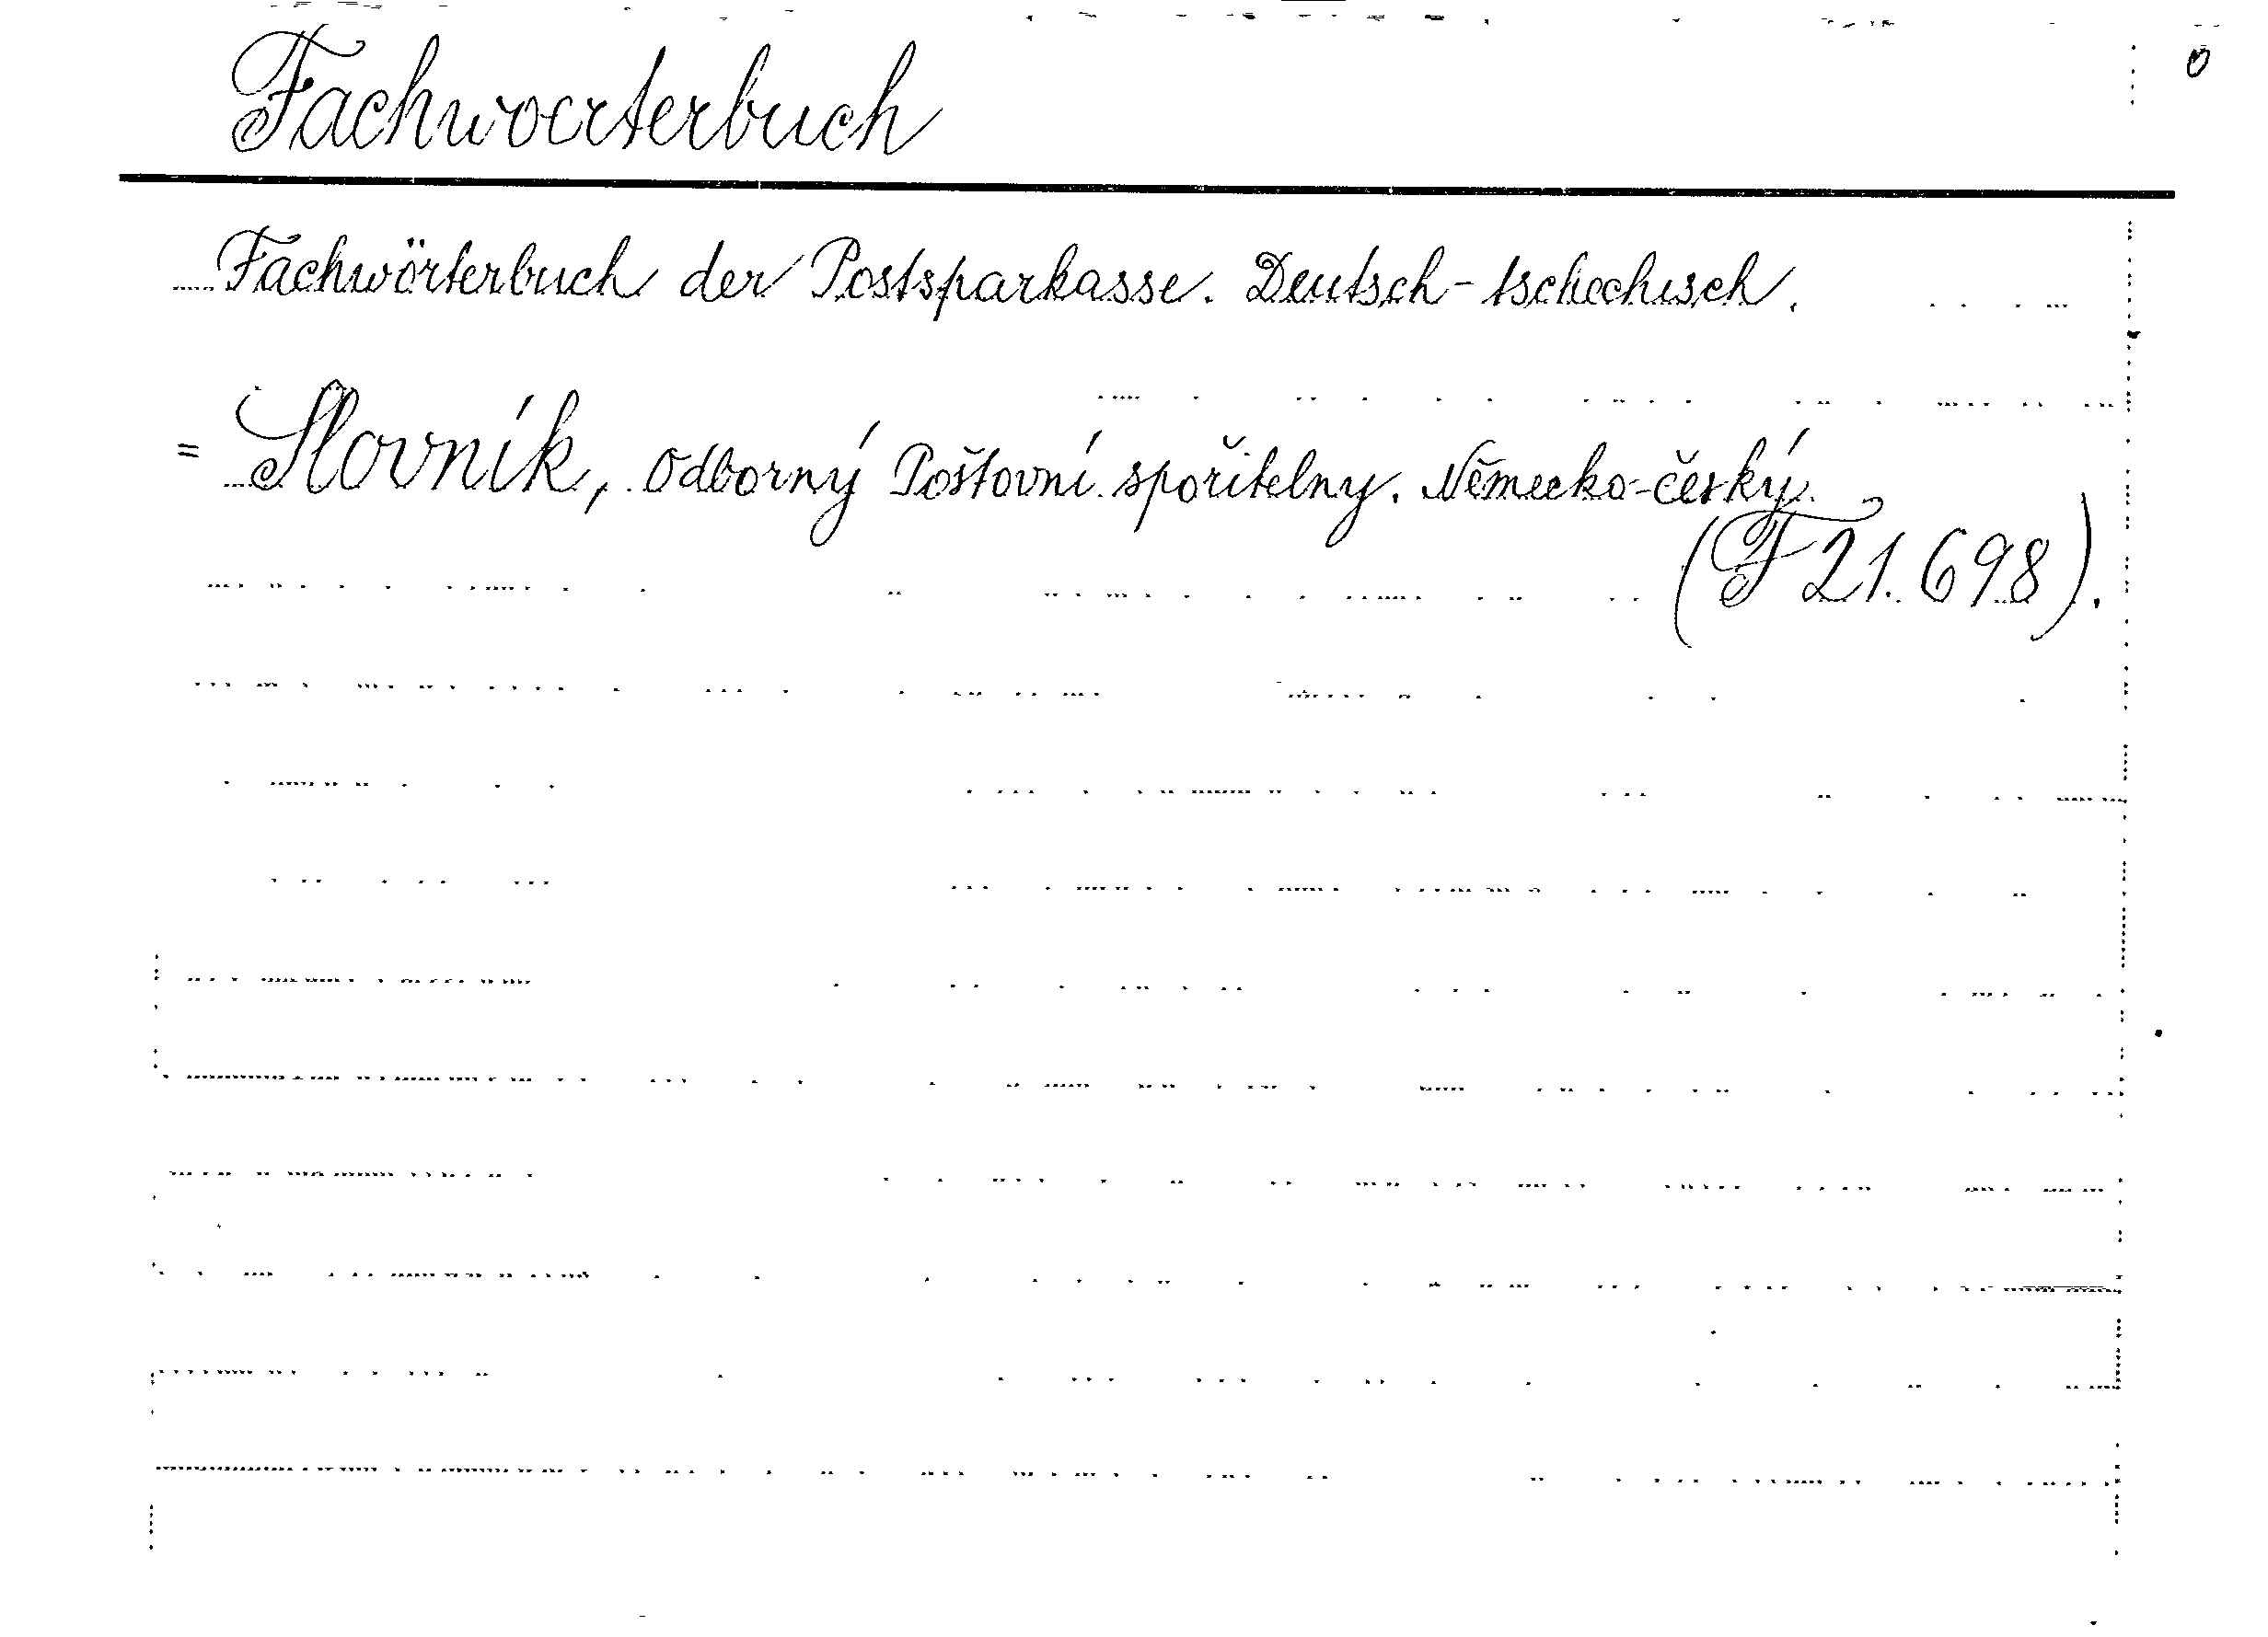 Fachwoerterbuch
Fachwörterbuch der Postsparkasse. Deutsch-tschechisch.
= Slovník, odborný Poštovní spořitelny. Německo-český.
(F 21.698).